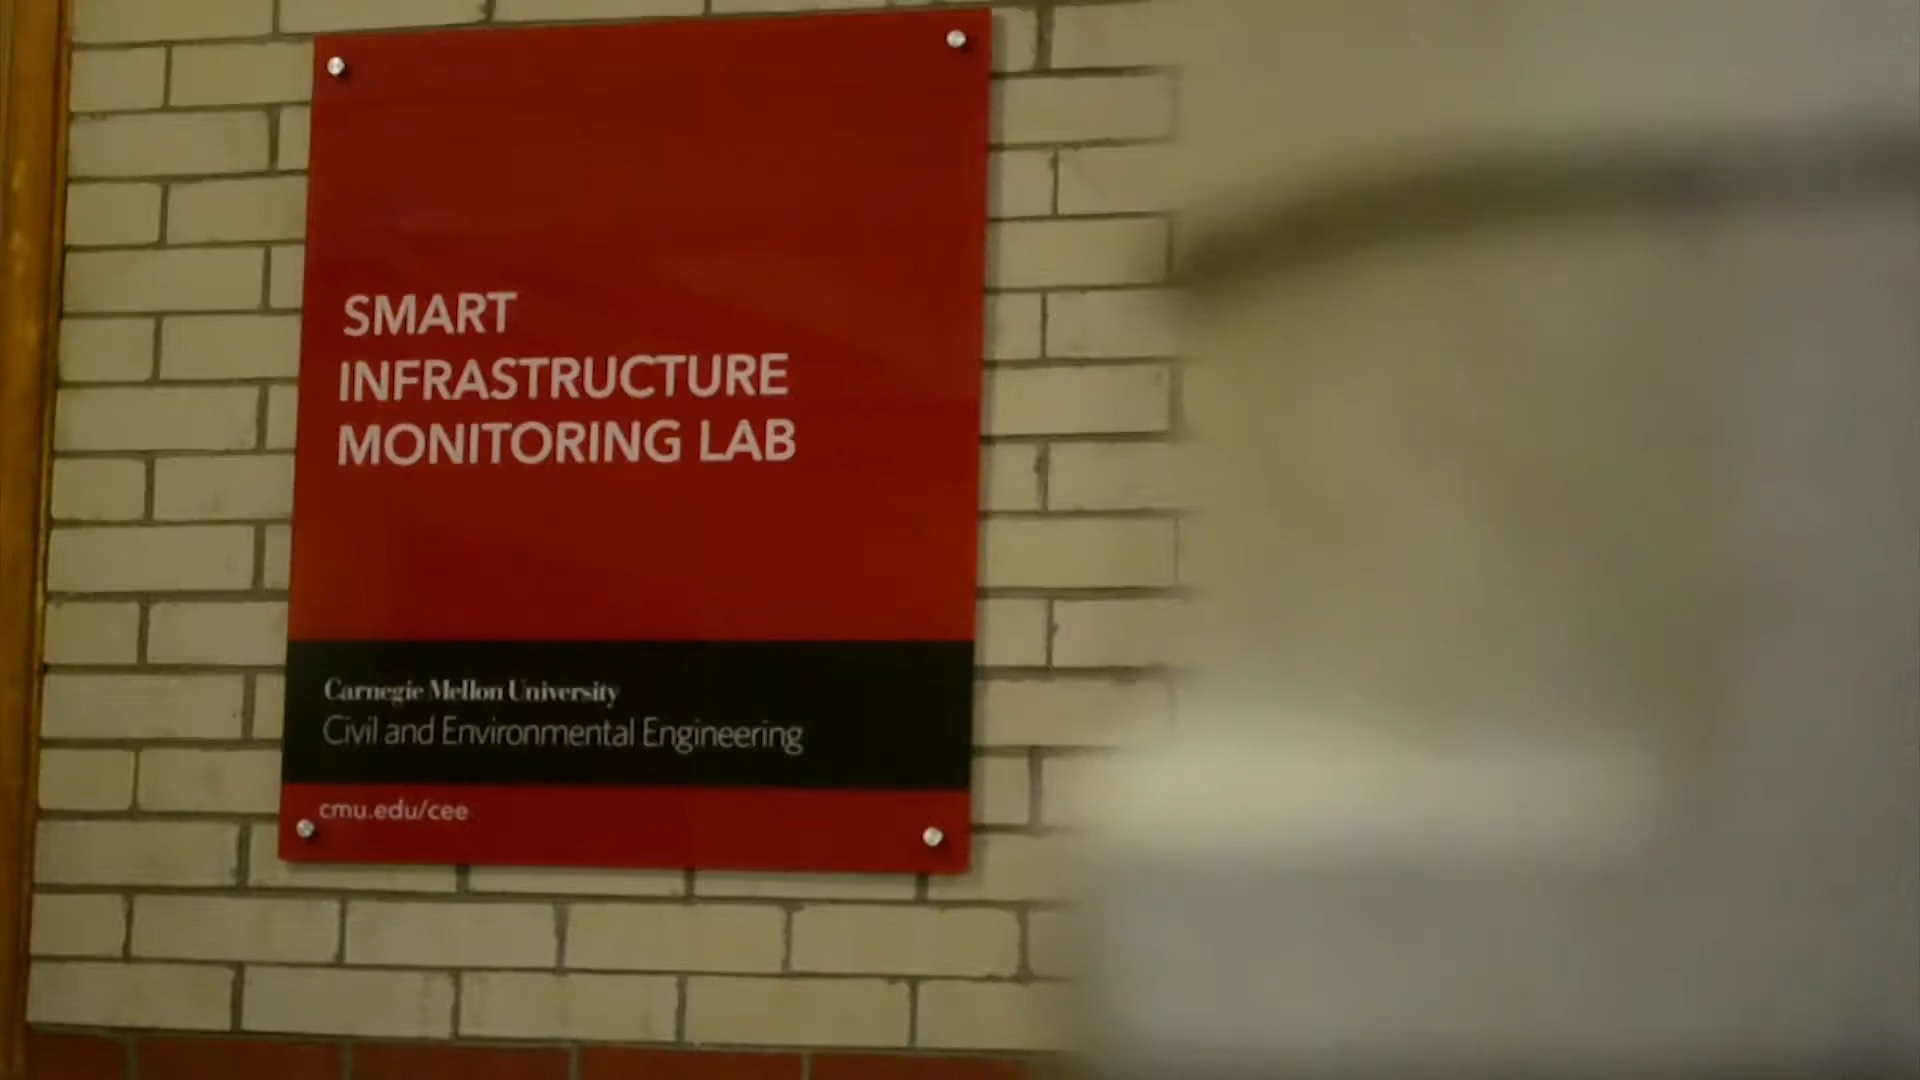 SMART
INFRASTRUCTURE
MONITORING LAB
Carnegie Mellon University
Civil and Environmental Engineering
cmu.edu/cee